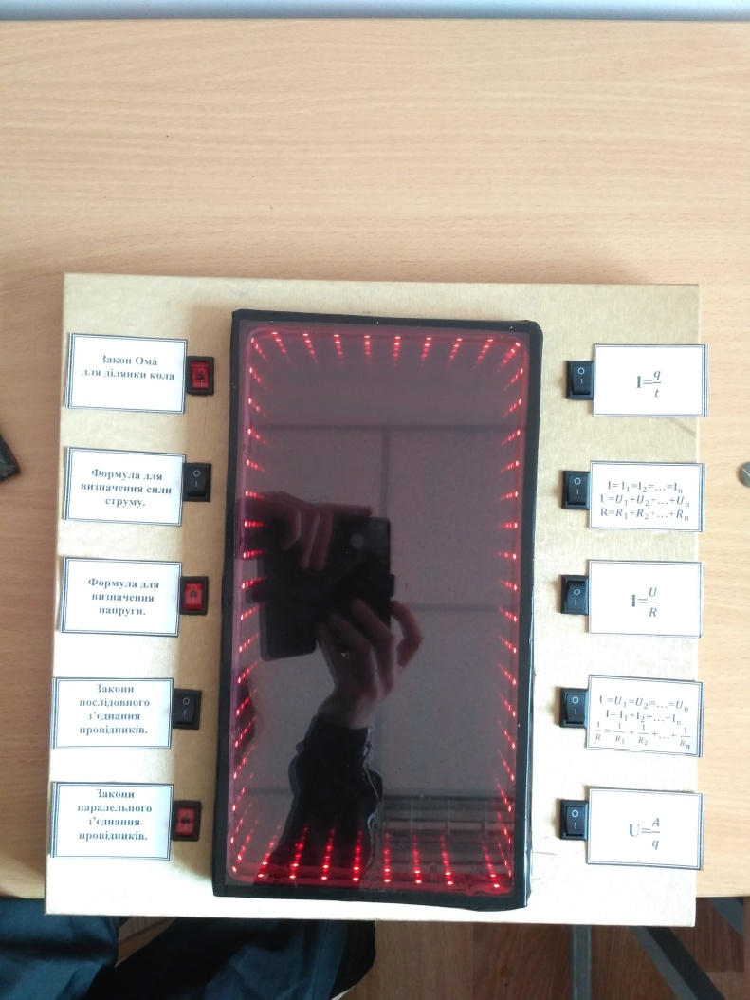 Закон Ома
для ділянки кола
Формула для
визначення сили
струму.
Формула для
визначення
напруги.
Закони
послідовного
з'єднання
провідників.
Закони
паралельного
з'єднання
провідників.
I=q/t
I= I₁=I₂=...=Iₙ
U=U₁+U₂+...+Uₙ
R=R₁+R₂+...+Rₙ
I=U/R
U=U₁=U₂=...=Uₙ
I= I₁+I₂+...+Iₙ
1/R=1/R₁+1/R₂+...+1/Rₙ
U=A/q